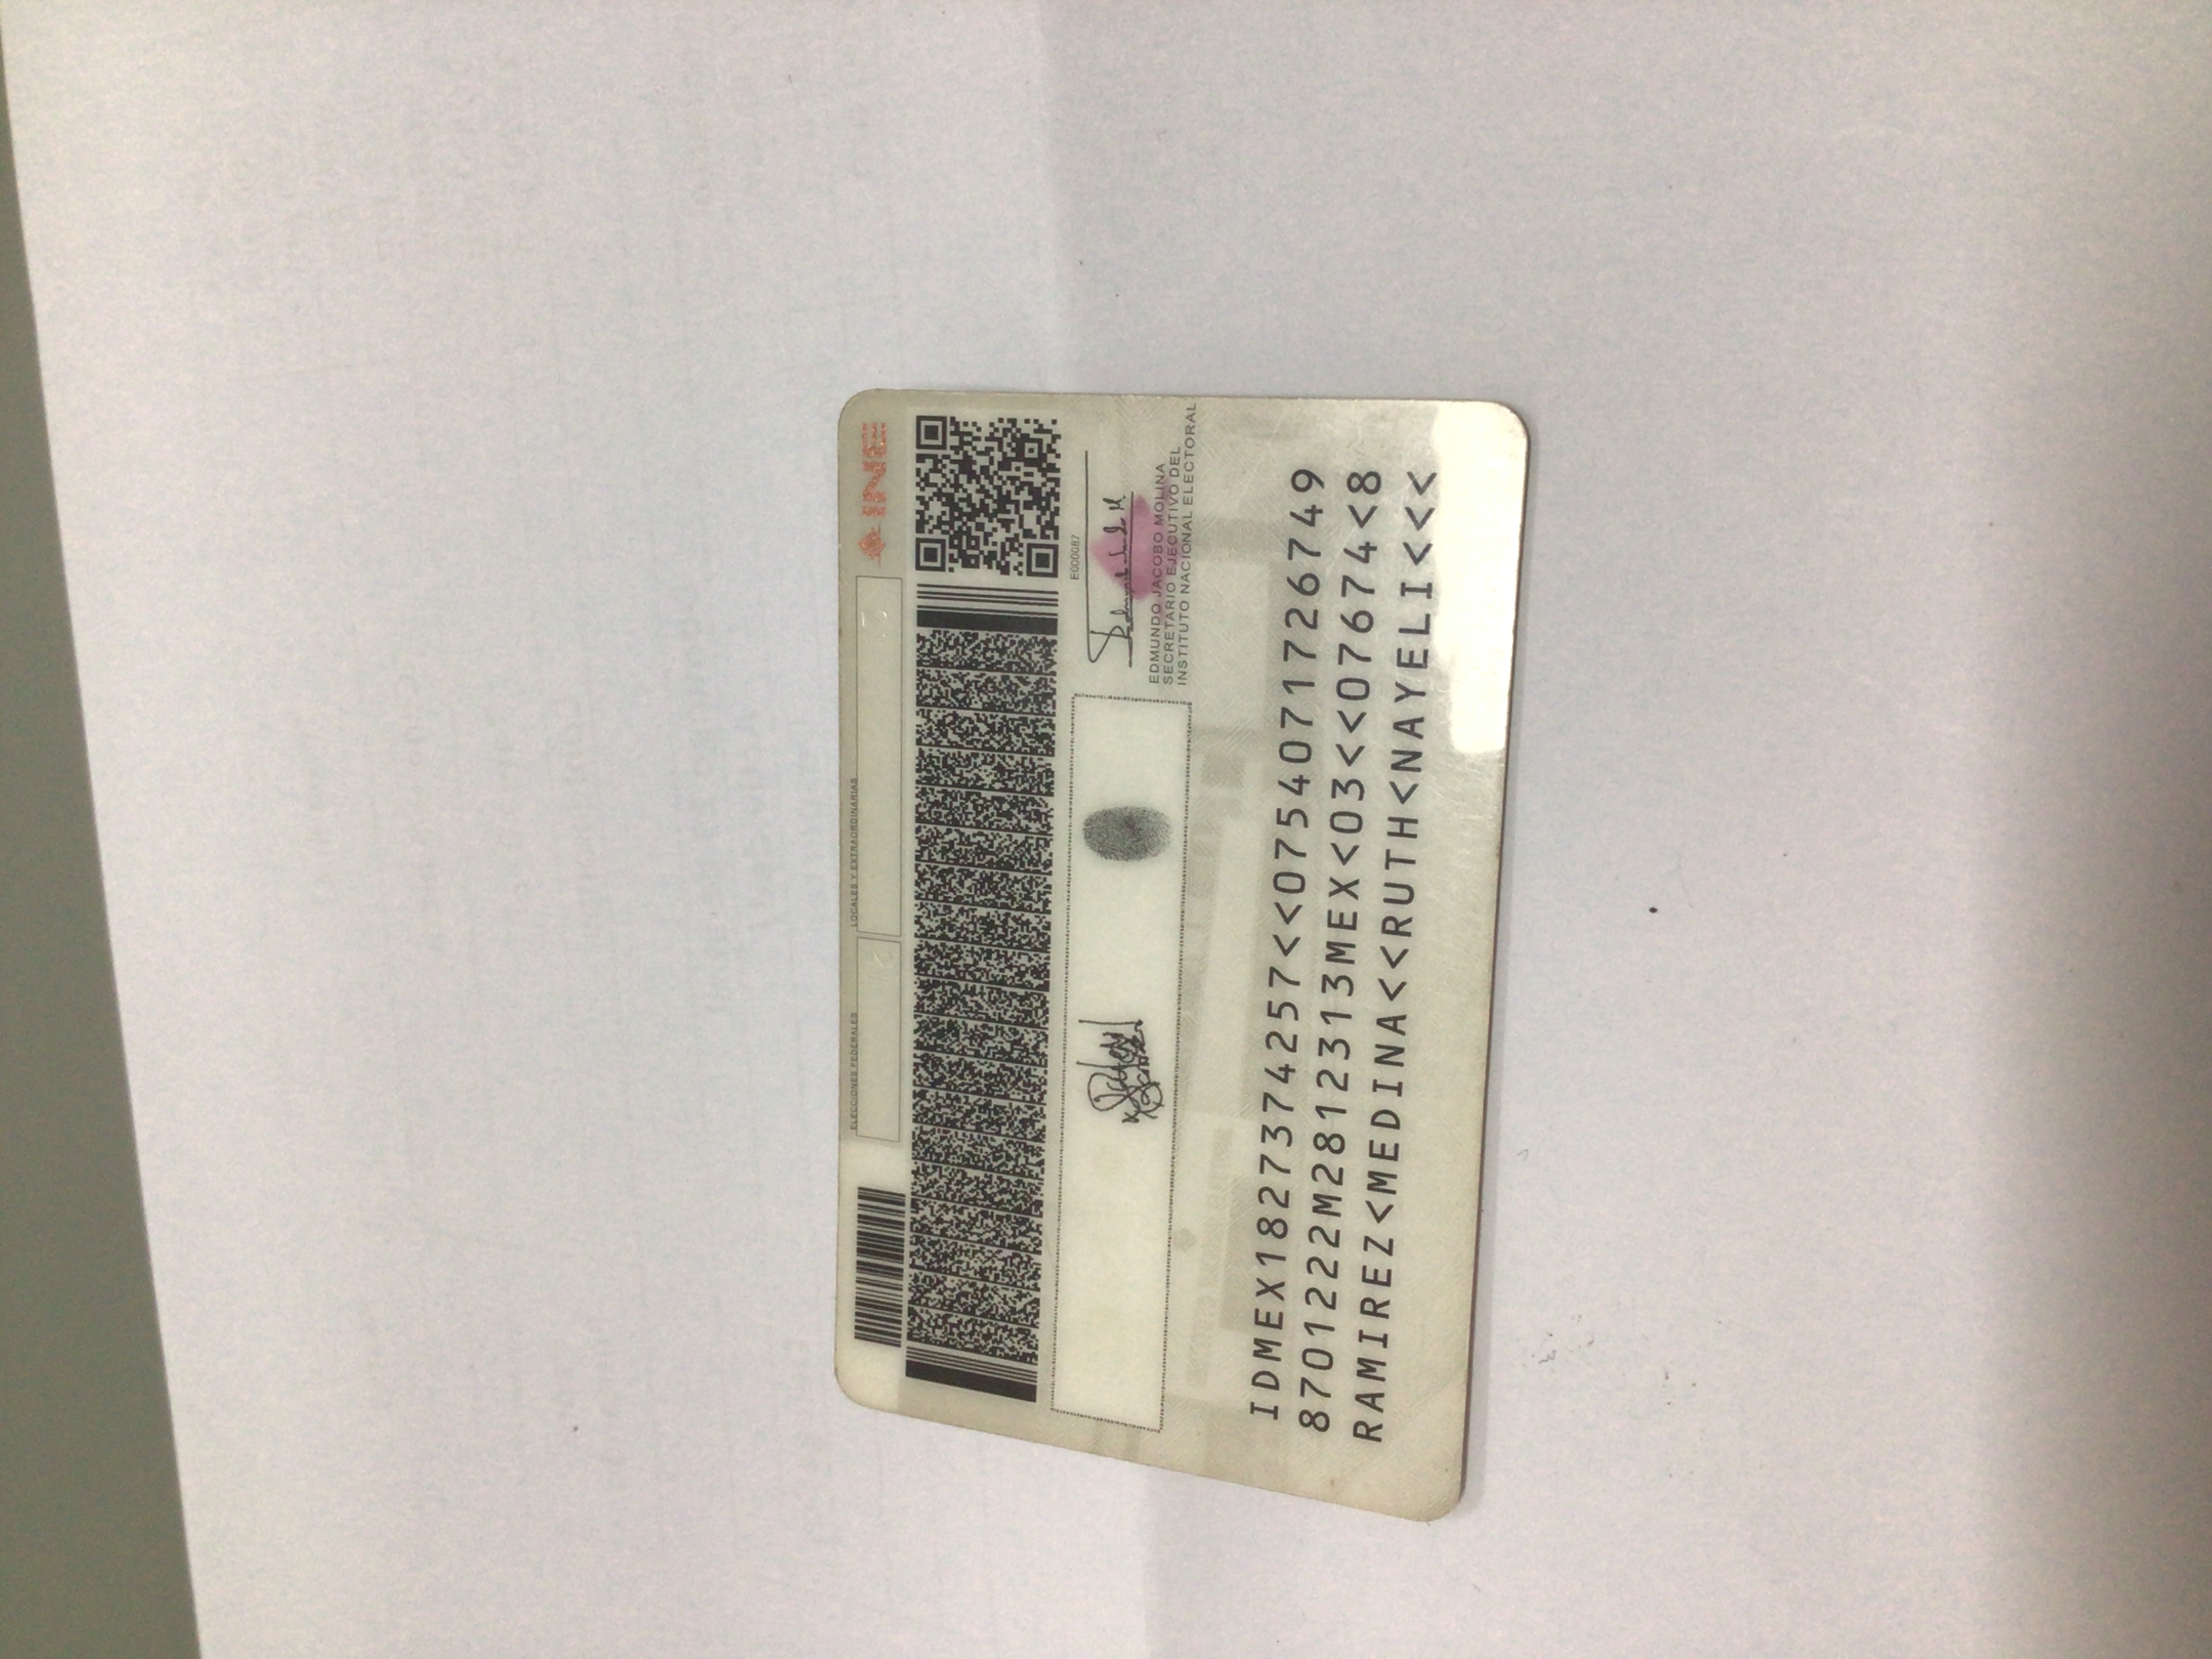 ELECCIONES FEDERALES
LOCALES Y EXTRAORDINARIAS
INE
E000087
EDMUNDO JACOBO MOLINA
SECRETARIO EJECUTIVO DEL
INSTITUTO NACIONAL ELECTORAL
IDMEX1827374257<<0754071726749
8701222M2812313MEX<03<<07674<8
RAMIREZ<MEDINA<<RUTH<NAYELI<<<